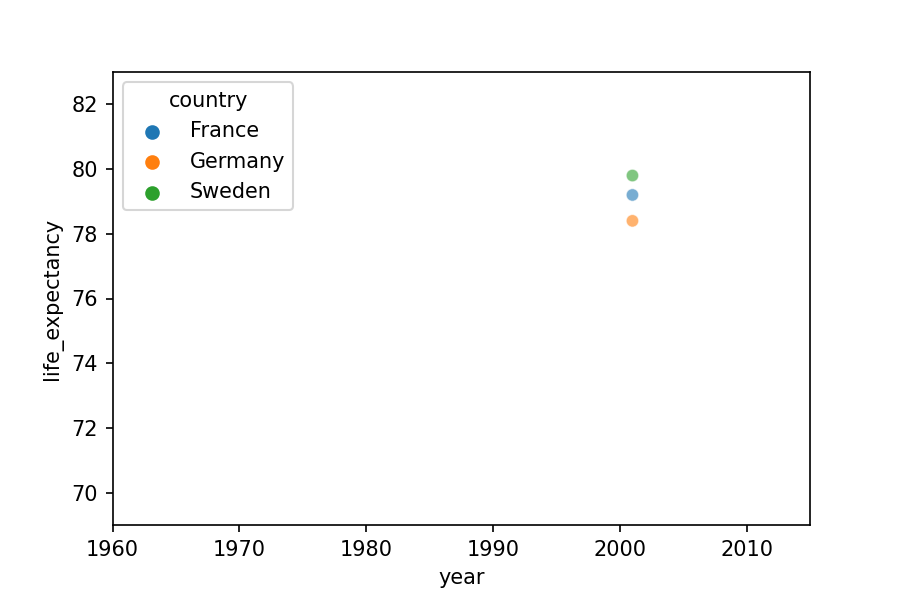 country
France
Germany
Sweden
82
80
78
76
74
72
70
life_expectancy
1960 1970 1980 1990 2000 2010
year